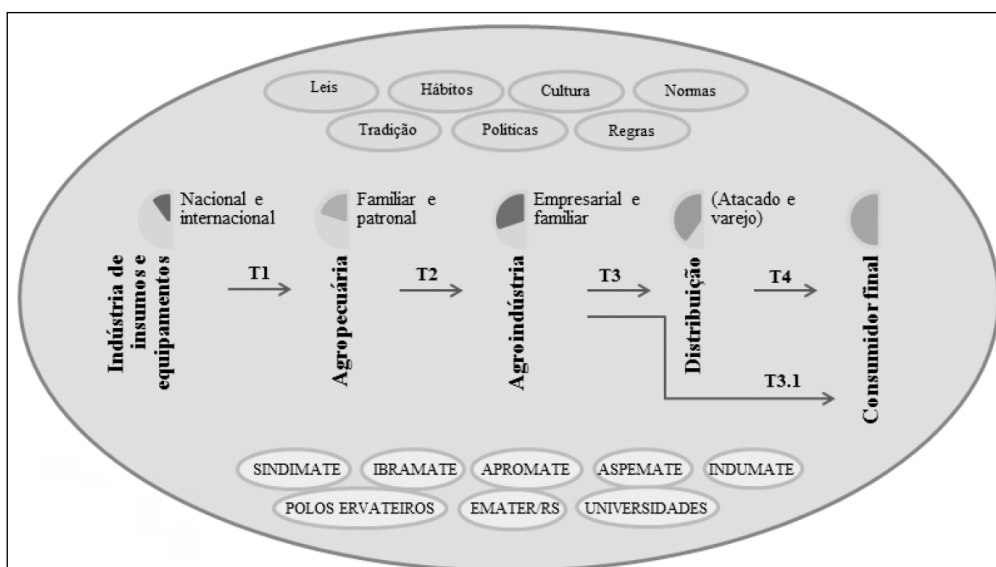 Leis
Hábitos
Cultura
Normas
Tradição
Políticas
Regras
Nacional e
internacional
Familiar e
patronal
Empresarial e
familiar
(Atacado e
varejo)
Indústria de
insumos e
equipamentos
T1
Agropecuária
T2
Agroindústria
T3
Distribuição
T4
Consumidor final
T3.1
SINDIMATE
IBRAMATE
APROMATE
ASPEMATE
INDUMATE
POLOS ERVATEIROS
EMATER/RS
UNIVERSIDADES